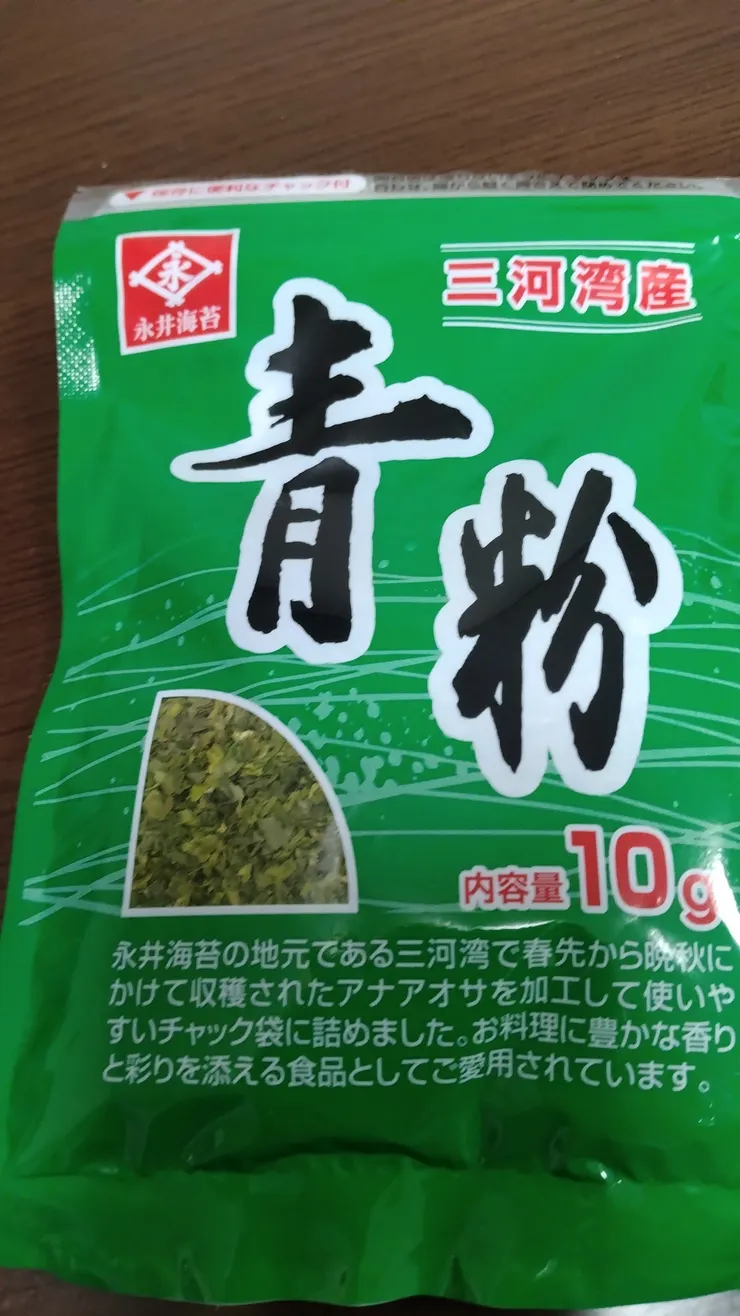 保存に便利なチャック付
永
永井海苔
三河湾産
青粉
内容量10g
永井海苔の地元である三河湾で春先から晩秋に
かけて収穫されたアナアオサを加工して使いや
すいチャック袋に詰めました。お料理に豊かな香り
と彩りを添える食品としてご愛用されています。